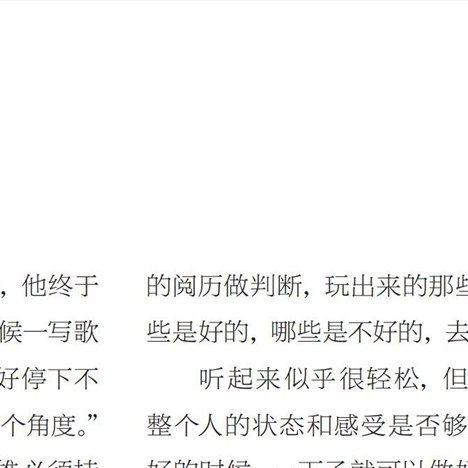 ，他终于
候一写歌
好停下不
个角度。”
的阅历做判断，玩出来的那些
些是好的，哪些是不好的，去
听起来似乎很轻松，但
整个人的状态和感受是否够